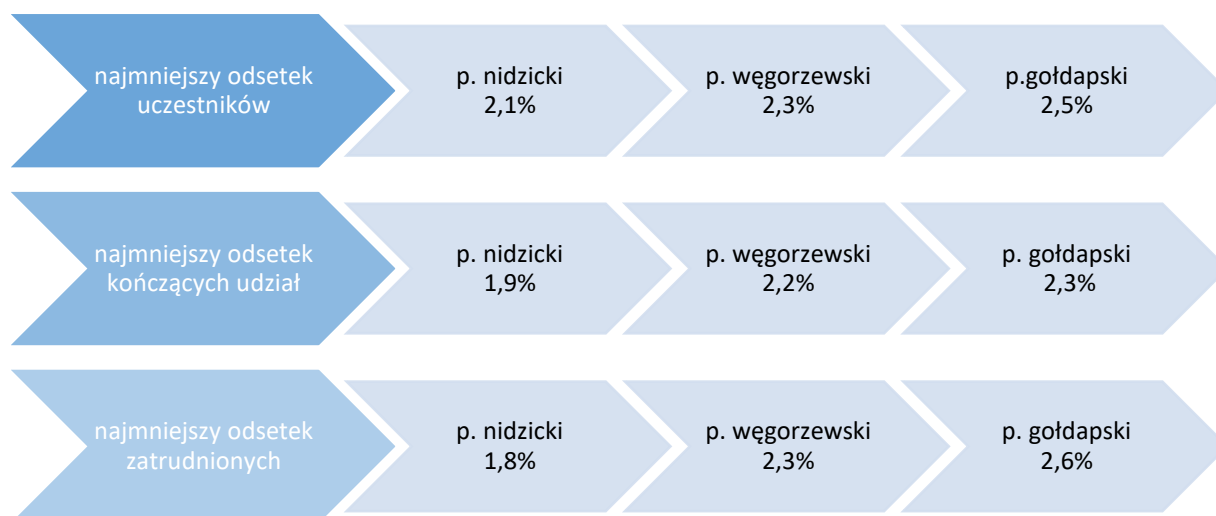 najmniejszy odsetek
uczestników
p. nidzicki
2,1%
p. węgorzewski
2,3%
p.gołdapski
2,5%
najmniejszy odsetek
kończących udział
p. nidzicki
1,9%
p. węgorzewski
2,2%
p. gołdapski
2,3%
najmniejszy odsetek
zatrudnionych
p. nidzicki
1,8%
p. węgorzewski
2,3%
p. gołdapski
2,6%